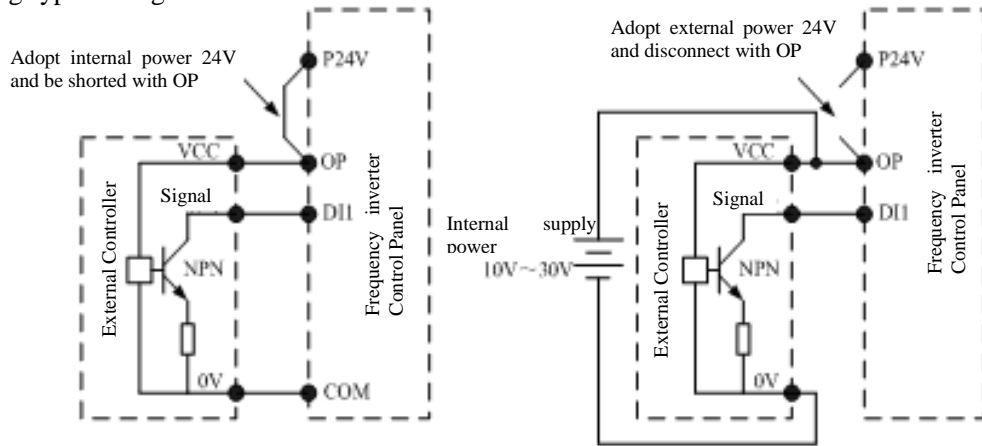 Adopt internal power 24V
and be shorted with OP
P24V
VCC
OP
Signal
DI1
NPN
0V
COM
External Controller
Frequency inverter
Control Panel
Adopt external power 24V
and disconnect with OP
P24V
VCC
OP
Signal
DI1
Internal supply
power
10V～30V
NPN
0V
External Controller
Frequency inverter
Control Panel